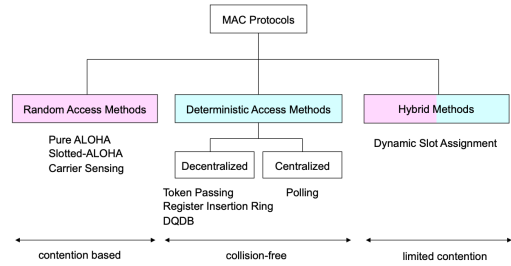 MAC Protocols
Random Access Methods
Deterministic Access Methods
Hybrid Methods
Pure ALOHA
Slotted-ALOHA
Carrier Sensing
Decentralized
Centralized
Dynamic Slot Assignment
Token Passing
Register Insertion Ring
DQDB
Polling
contention based
collision-free
limited contention